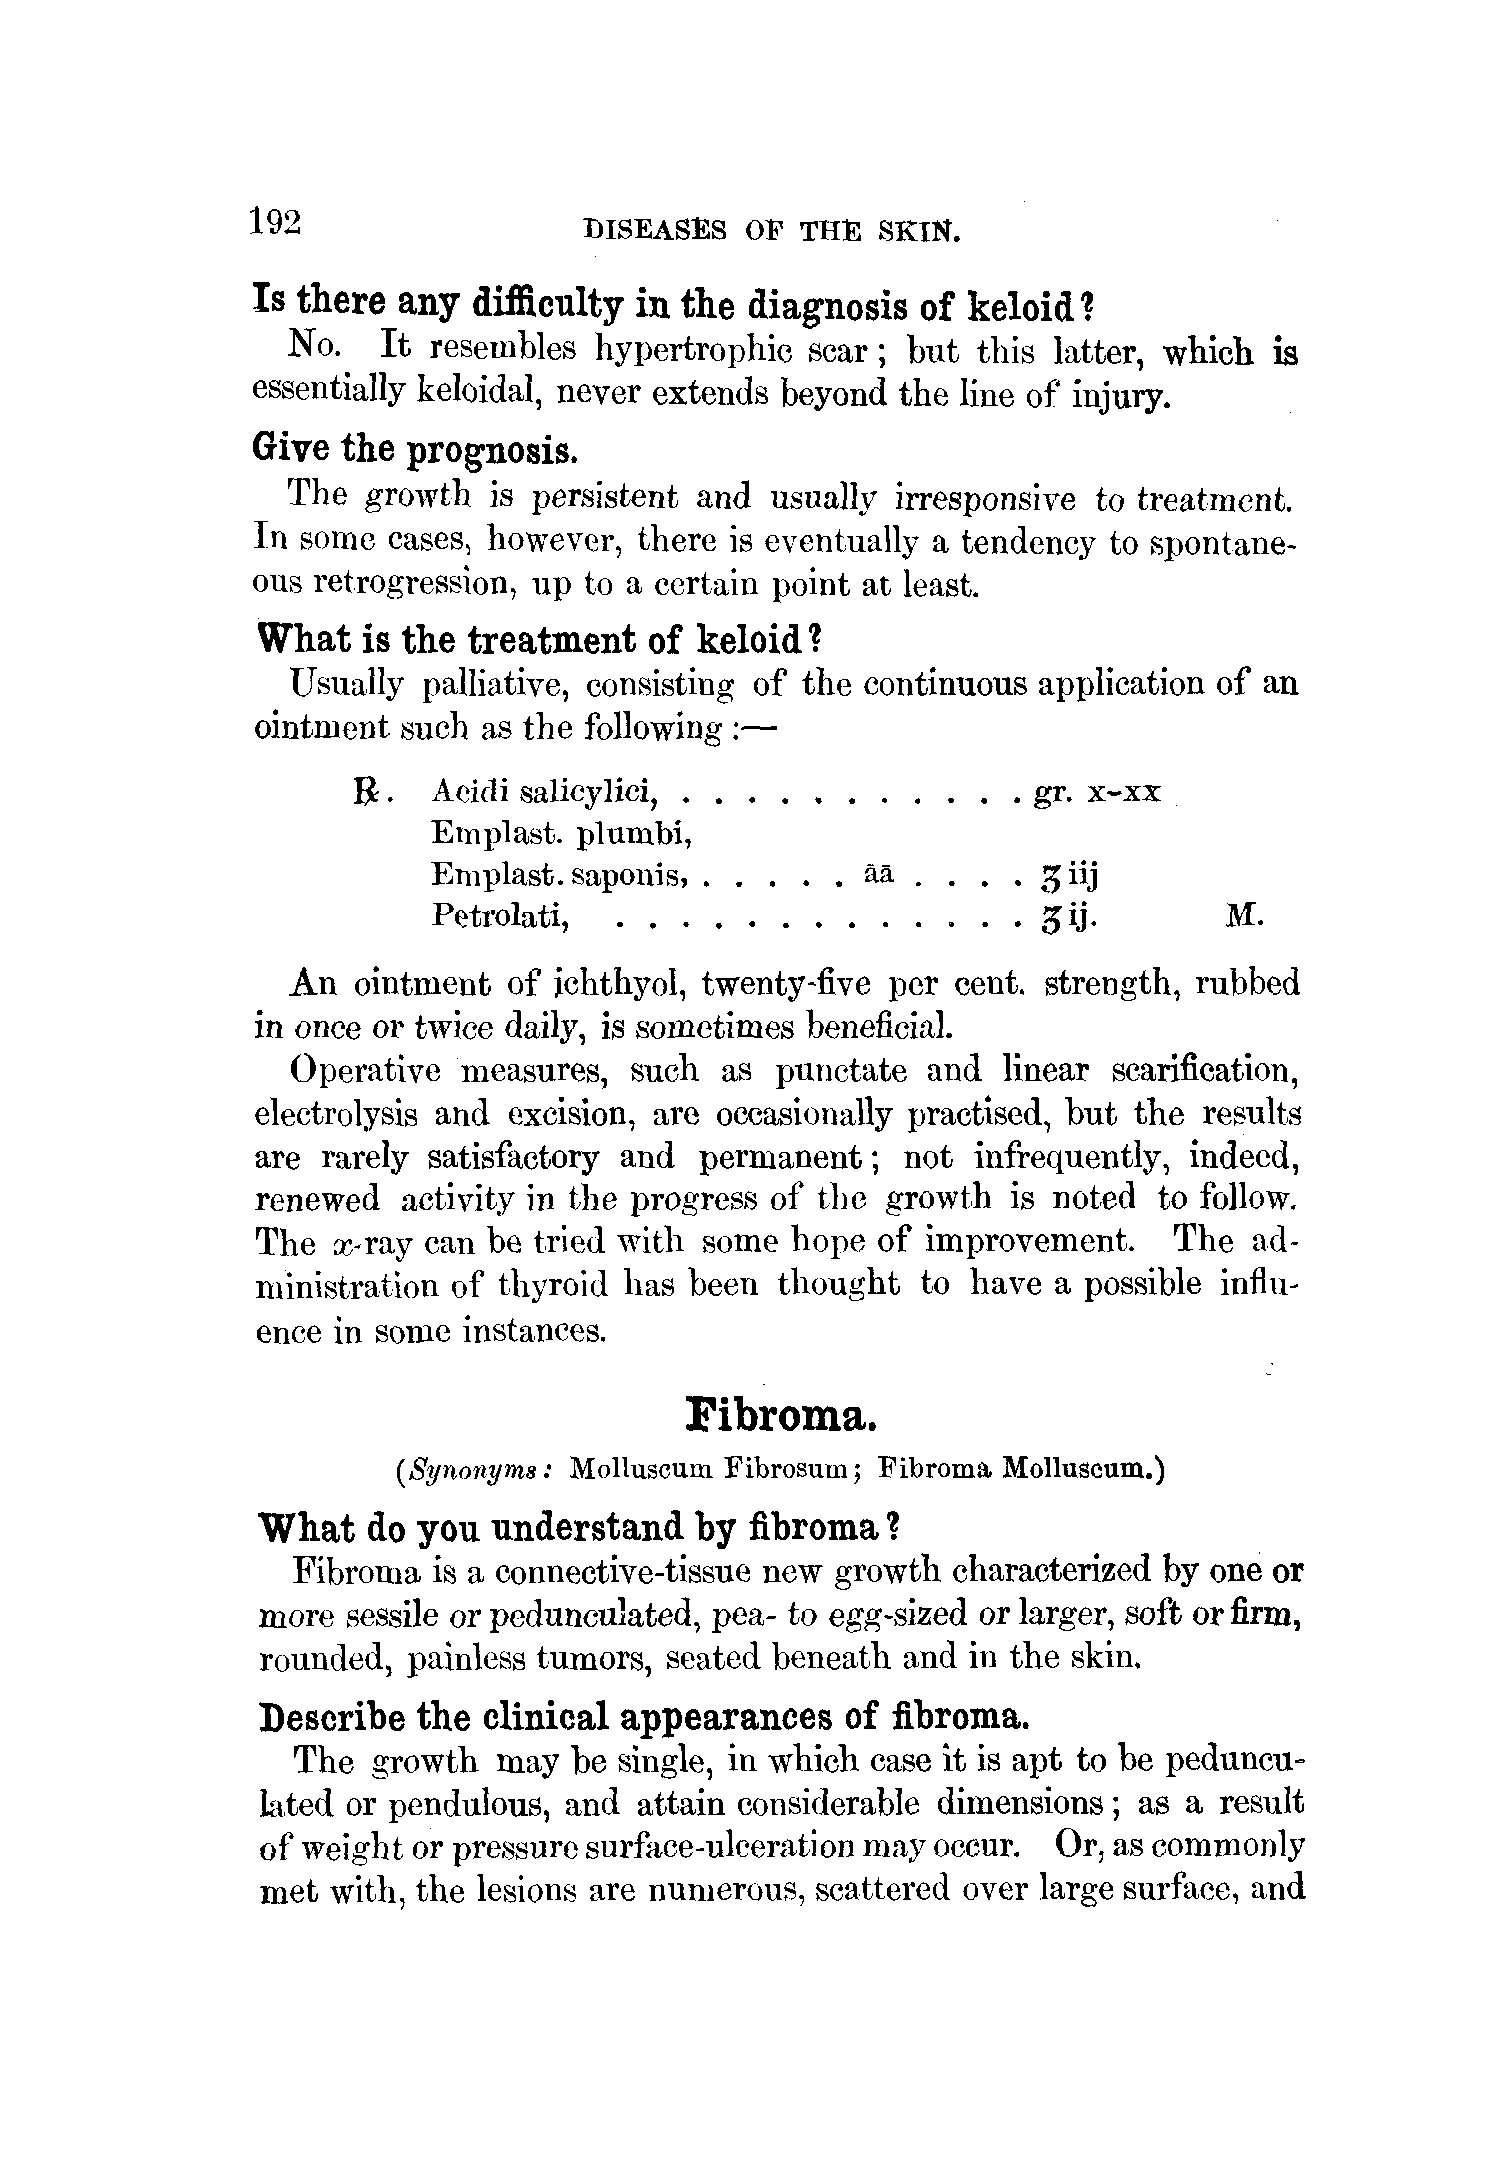 192
DISEASES OF THE SKIN.
Is there any difficulty in the diagnosis of keloid?
No. It resembles hypertrophic scar; but this latter, which is
essentially keloidal, never extends beyond the line of injury.
Give the prognosis.
The growth is persistent and usually irresponsive to treatment.
In some cases, however, there is eventually a tendency to spontane-
ous retrogression, up to a certain point at least.
What is the treatment of keloid?
Usually palliative, consisting of the continuous application of an
ointment such as the following:—
℞. Acidi salicylici, . . . . . . . . . . . gr. x-xx
Emplast. plumbi,
Emplast. saponis, . . . . . āā . . . . ʒiij
Petrolati, . . . . . . . . . . . . . ʒij. M.
An ointment of ichthyol, twenty-five per cent. strength, rubbed
in once or twice daily, is sometimes beneficial.
Operative measures, such as punctate and linear scarification,
electrolysis and excision, are occasionally practised, but the results
are rarely satisfactory and permanent; not infrequently, indeed,
renewed activity in the progress of the growth is noted to follow.
The x-ray can be tried with some hope of improvement. The ad-
ministration of thyroid has been thought to have a possible influ-
ence in some instances.
Fibroma.
(Synonyms: Molluscum Fibrosum; Fibroma Molluscum.)
What do you understand by fibroma?
Fibroma is a connective-tissue new growth characterized by one or
more sessile or pedunculated, pea- to egg-sized or larger, soft or firm,
rounded, painless tumors, seated beneath and in the skin.
Describe the clinical appearances of fibroma.
The growth may be single, in which case it is apt to be peduncu-
lated or pendulous, and attain considerable dimensions; as a result
of weight or pressure surface-ulceration may occur. Or, as commonly
met with, the lesions are numerous, scattered over large surface, and